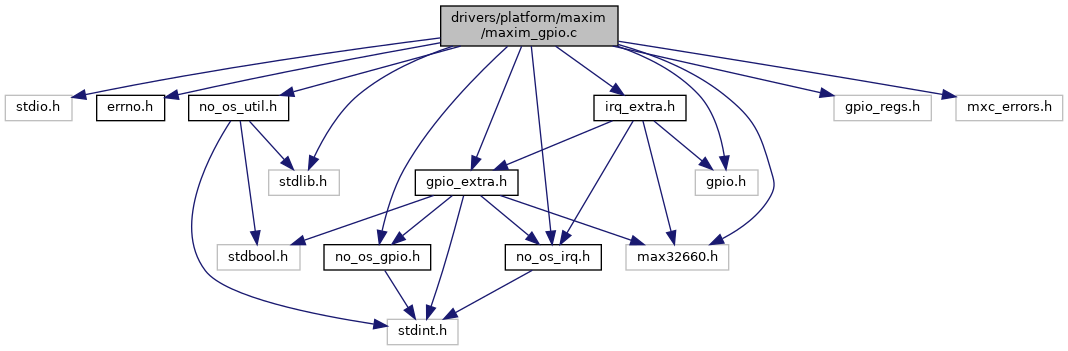 drivers/platform/maxim
/maxim_gpio.c
stdio.h
errno.h
no_os_util.h
irq_extra.h
gpio_regs.h
mxc_errors.h
stdlib.h
gpio_extra.h
gpio.h
stdbool.h
no_os_gpio.h
no_os_irq.h
max32660.h
stdint.h